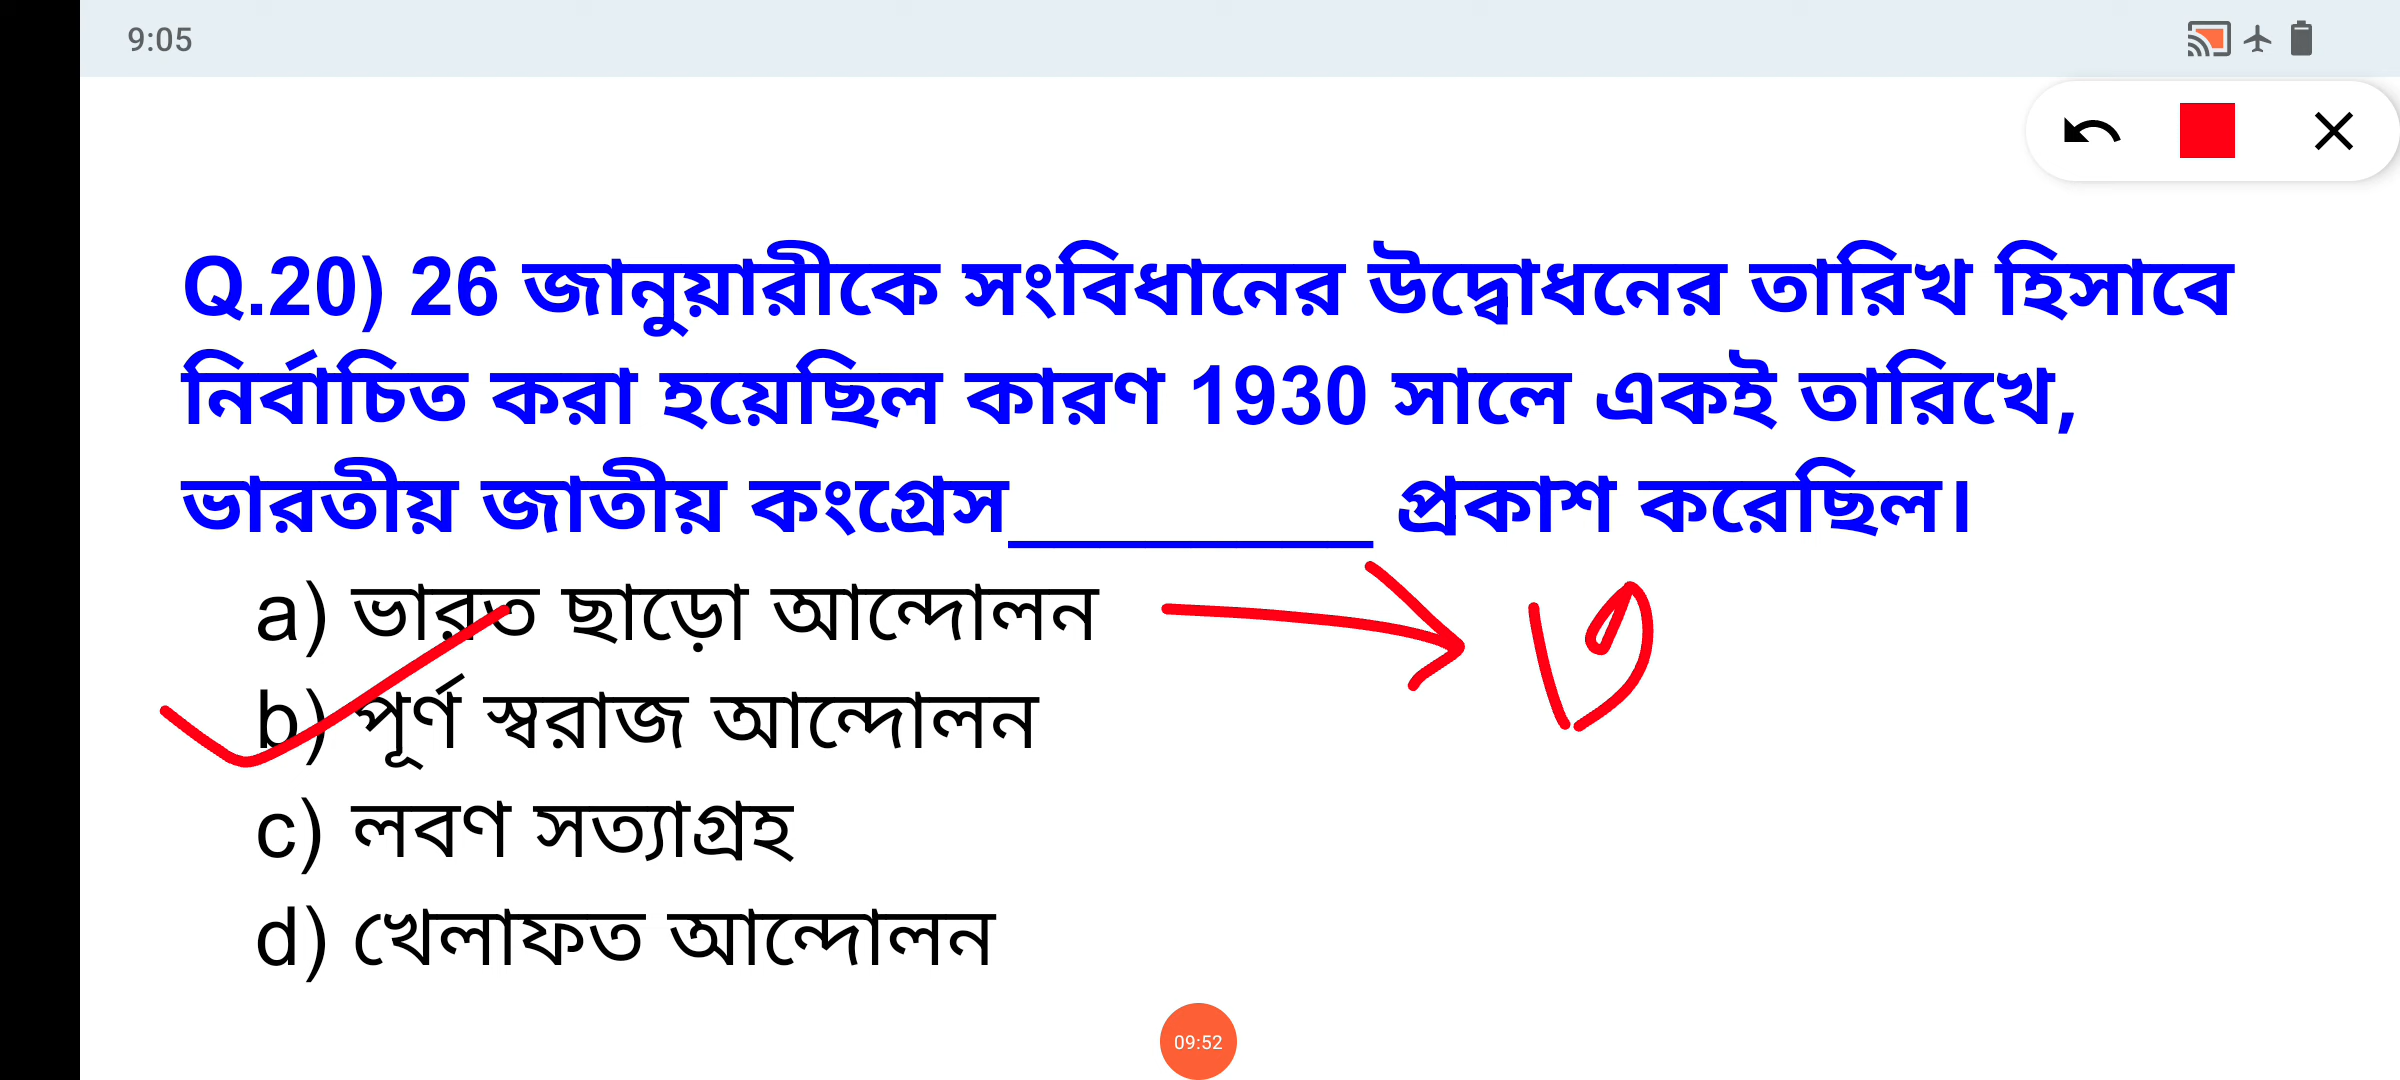 9:05
Q.20) 26 জানুয়ারীকে সংবিধানের উদ্বোধনের তারিখ হিসাবে
নির্বাচিত করা হয়েছিল কারণ 1930 সালে একই তারিখে,
ভারতীয় জাতীয় কংগ্রেস________ প্রকাশ করেছিল।
a) ভারত ছাড়ো আন্দোলন
b) পূর্ণ স্বরাজ আন্দোলন
c) লবণ সত্যাগ্রহ
d) খেলাফত আন্দোলন
09:52